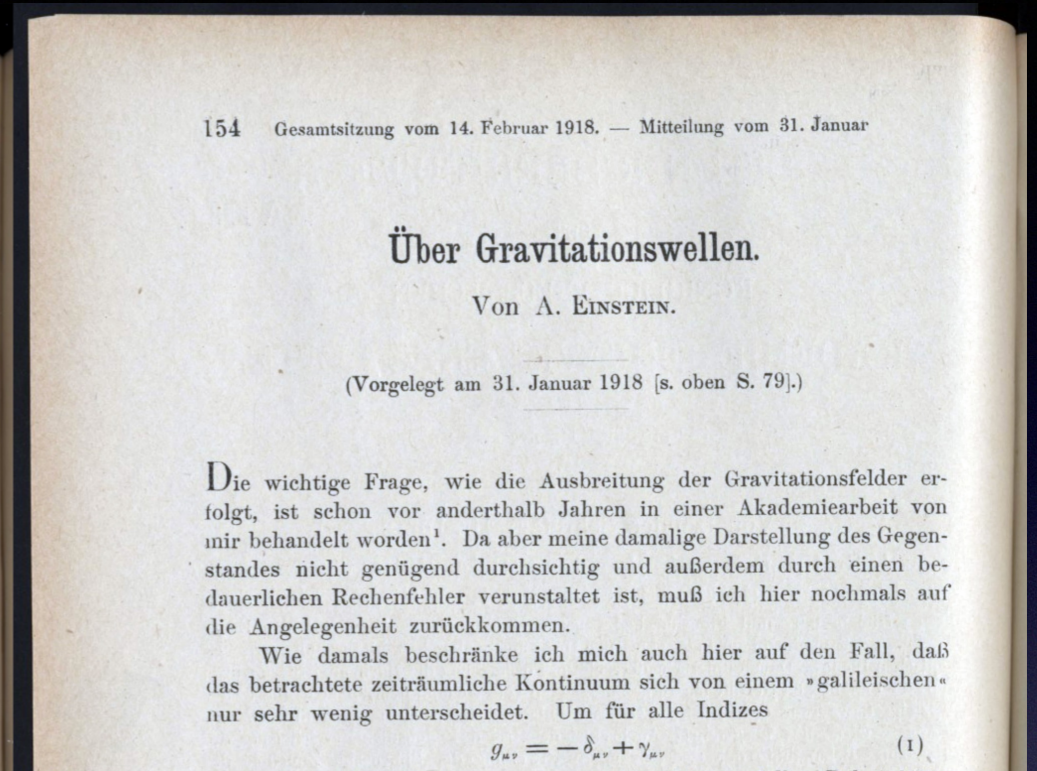 154 Gesamtsitzung vom 14. Februar 1918. — Mitteilung vom 31. Januar
Über Gravitationswellen.
Von A. Einstein.
(Vorgelegt am 31. Januar 1918 [s. oben S. 79].)
Die wichtige Frage, wie die Ausbreitung der Gravitationsfelder er-
folgt, ist schon vor anderthalb Jahren in einer Akademiearbeit von
mir behandelt worden¹. Da aber meine damalige Darstellung des Gegen-
standes nicht genügend durchsichtig und außerdem durch einen be-
dauerlichen Rechenfehler verunstaltet ist, muß ich hier nochmals auf
die Angelegenheit zurückkommen.
Wie damals beschränke ich mich auch hier auf den Fall, daß
das betrachtete zeiträumliche Kontinuum sich von einem »galileischen«
nur sehr wenig unterscheidet. Um für alle Indizes
g_μν = — δ_μν + γ_μν (1)